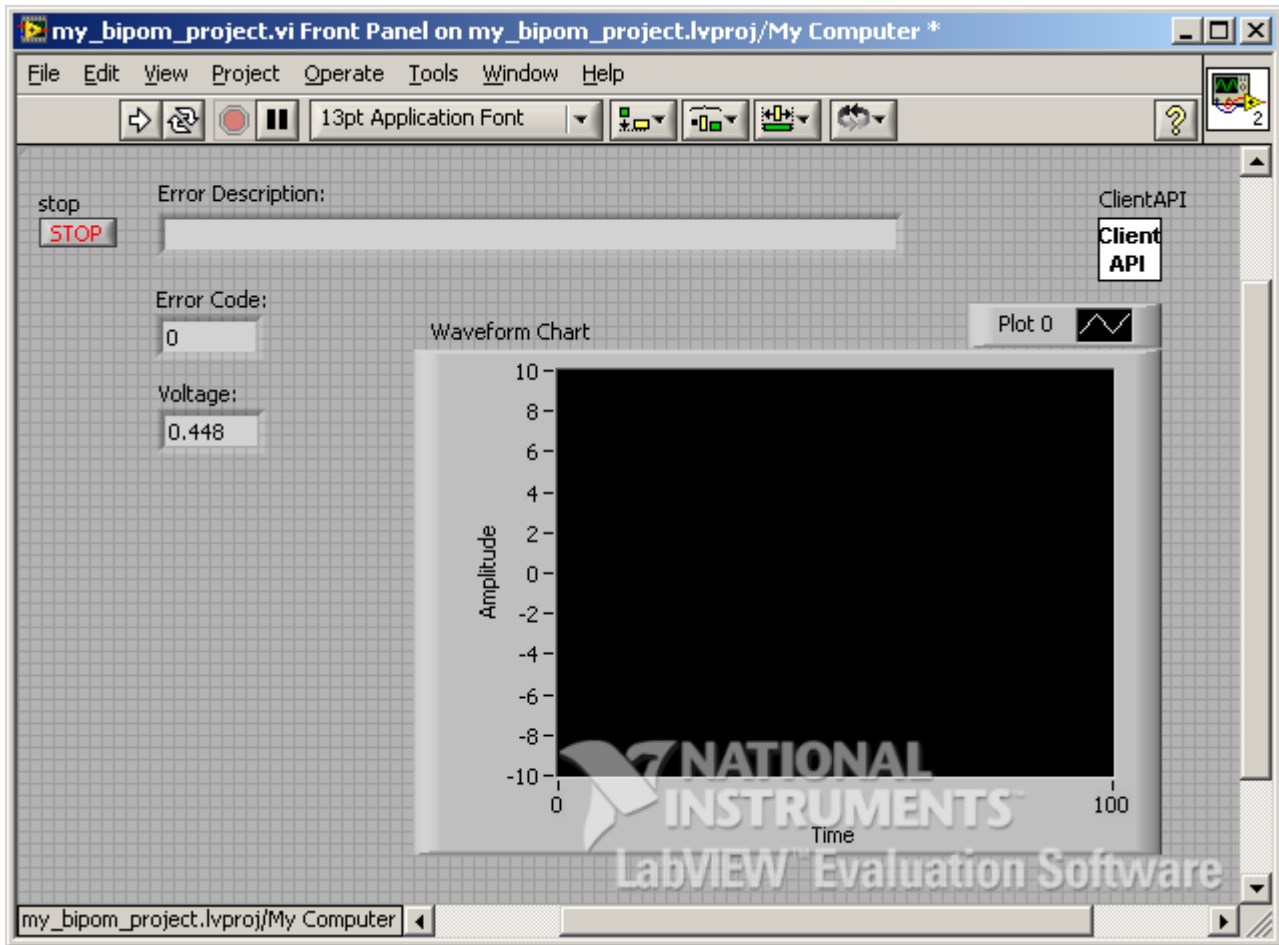 my_bipom_project.vi Front Panel on my_bipom_project.lvproj/My Computer *
File Edit View Project Operate Tools Window Help
13pt Application Font
2
stop
STOP
Error Description:
ClientAPI
Client
API
Error Code:
0
Voltage:
0.448
Waveform Chart
Plot 0
10
8
6
4
2
0
-2
-4
-6
-8
-10
Amplitude
0
100
Time
NATIONAL
INSTRUMENTS™
LabVIEW™ Evaluation Software
my_bipom_project.lvproj/My Computer